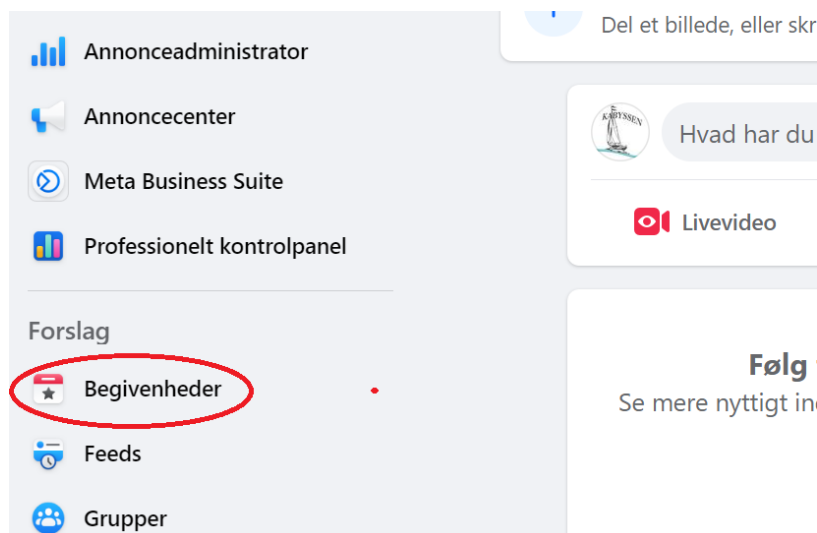 Annonceadministrator
Annoncecenter
Meta Business Suite
Professionelt kontrolpanel
Forslag
Begivenheder
Feeds
Grupper
Del et billede, eller skr
KABYSSEN
Hvad har du
Livevideo
Følg
Se mere nyttigt in